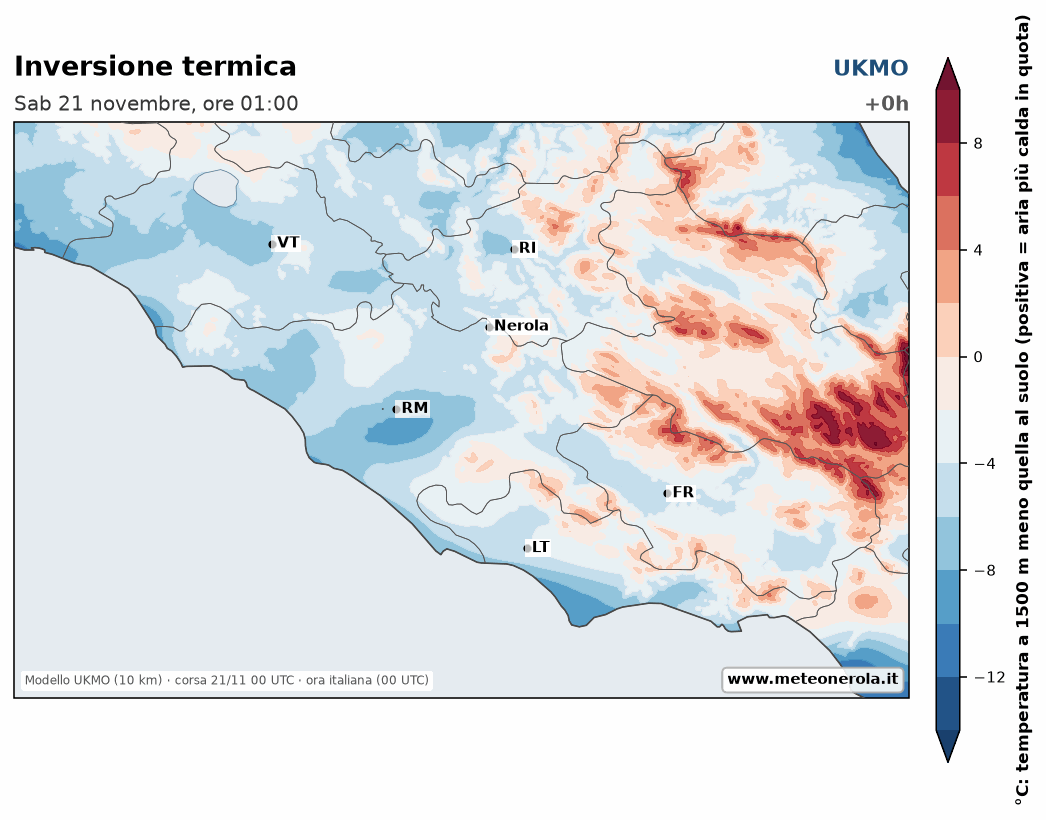 Inversione termica
UKMO
Sab 21 novembre, ore 01:00
+0h
VT
RI
Nerola
RM
FR
LT
Modello UKMO (10 km) · corsa 21/11 00 UTC · ora italiana (00 UTC)
www.meteonerola.it
8
4
0
−4
−8
−12
°C: temperatura a 1500 m meno quella al suolo (positiva = aria più calda in quota)